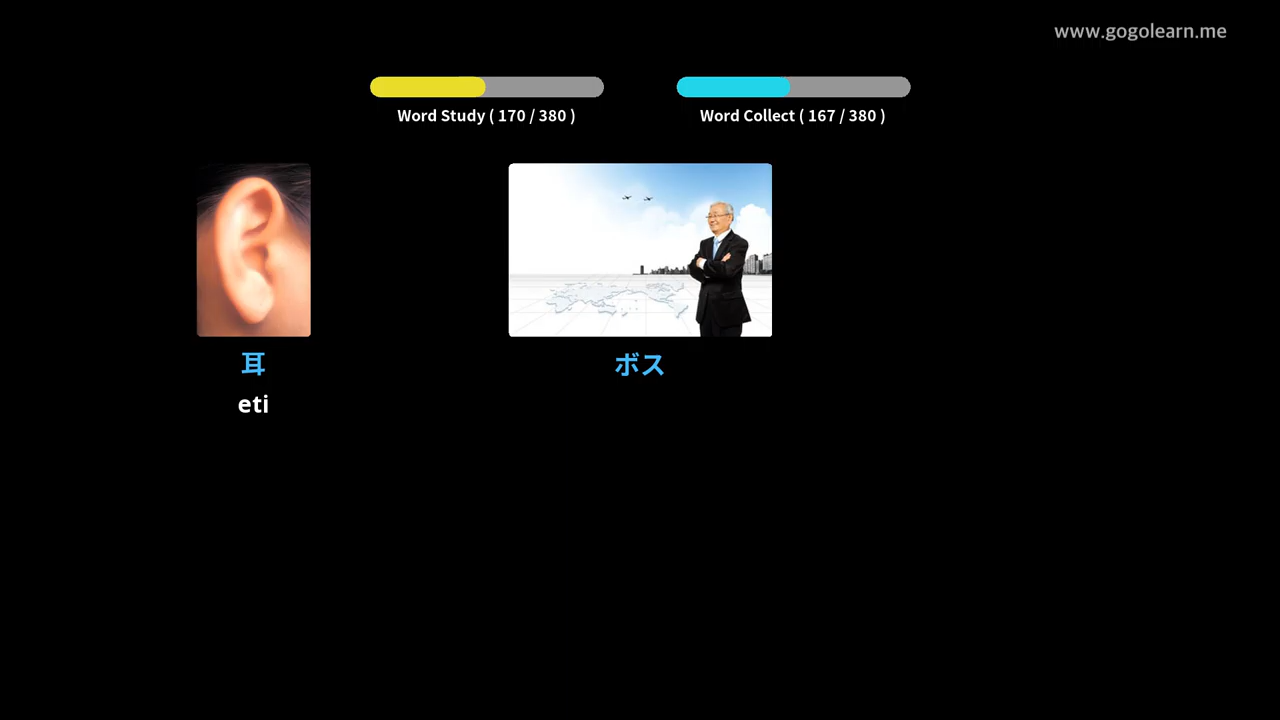 www.gogolearn.me
Word Study ( 170 / 380 )
Word Collect ( 167 / 380 )
耳
eti
ボス